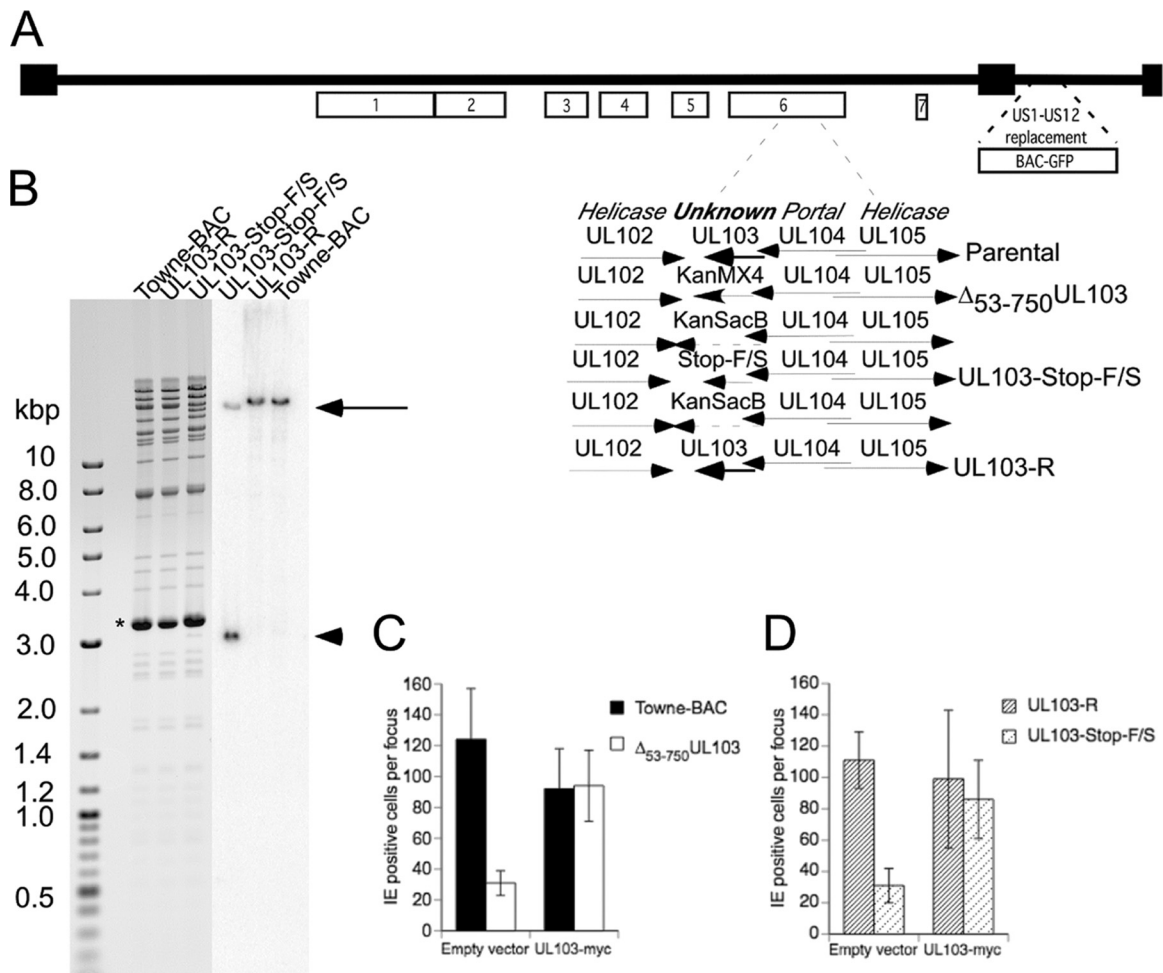 A
1 2 3 4 5 6 7
US1-US12
replacement
BAC-GFP
Helicase Unknown Portal Helicase
UL102 UL103 UL104 UL105 Parental
UL102 KanMX4 UL104 UL105 Δ53-750UL103
UL102 KanSacB UL104 UL105
UL102 Stop-F/S UL104 UL105 UL103-Stop-F/S
UL102 KanSacB UL104 UL105
UL102 UL103 UL104 UL105 UL103-R
B
Towne-BAC
UL103-R
UL103-Stop-F/S
UL103-Stop-F/S
UL103-R
Towne-BAC
kbp
10
8.0
6.0
5.0
4.0
*
3.0
2.0
1.4
1.2
1.0
0.5
C
IE positive cells per focus
160
140
120
100
80
60
40
20
0
Empty vector UL103-myc
Towne-BAC
Δ53-750UL103
D
IE positive cells per focus
160
140
120
100
80
60
40
20
0
Empty vector UL103-myc
UL103-R
UL103-Stop-F/S